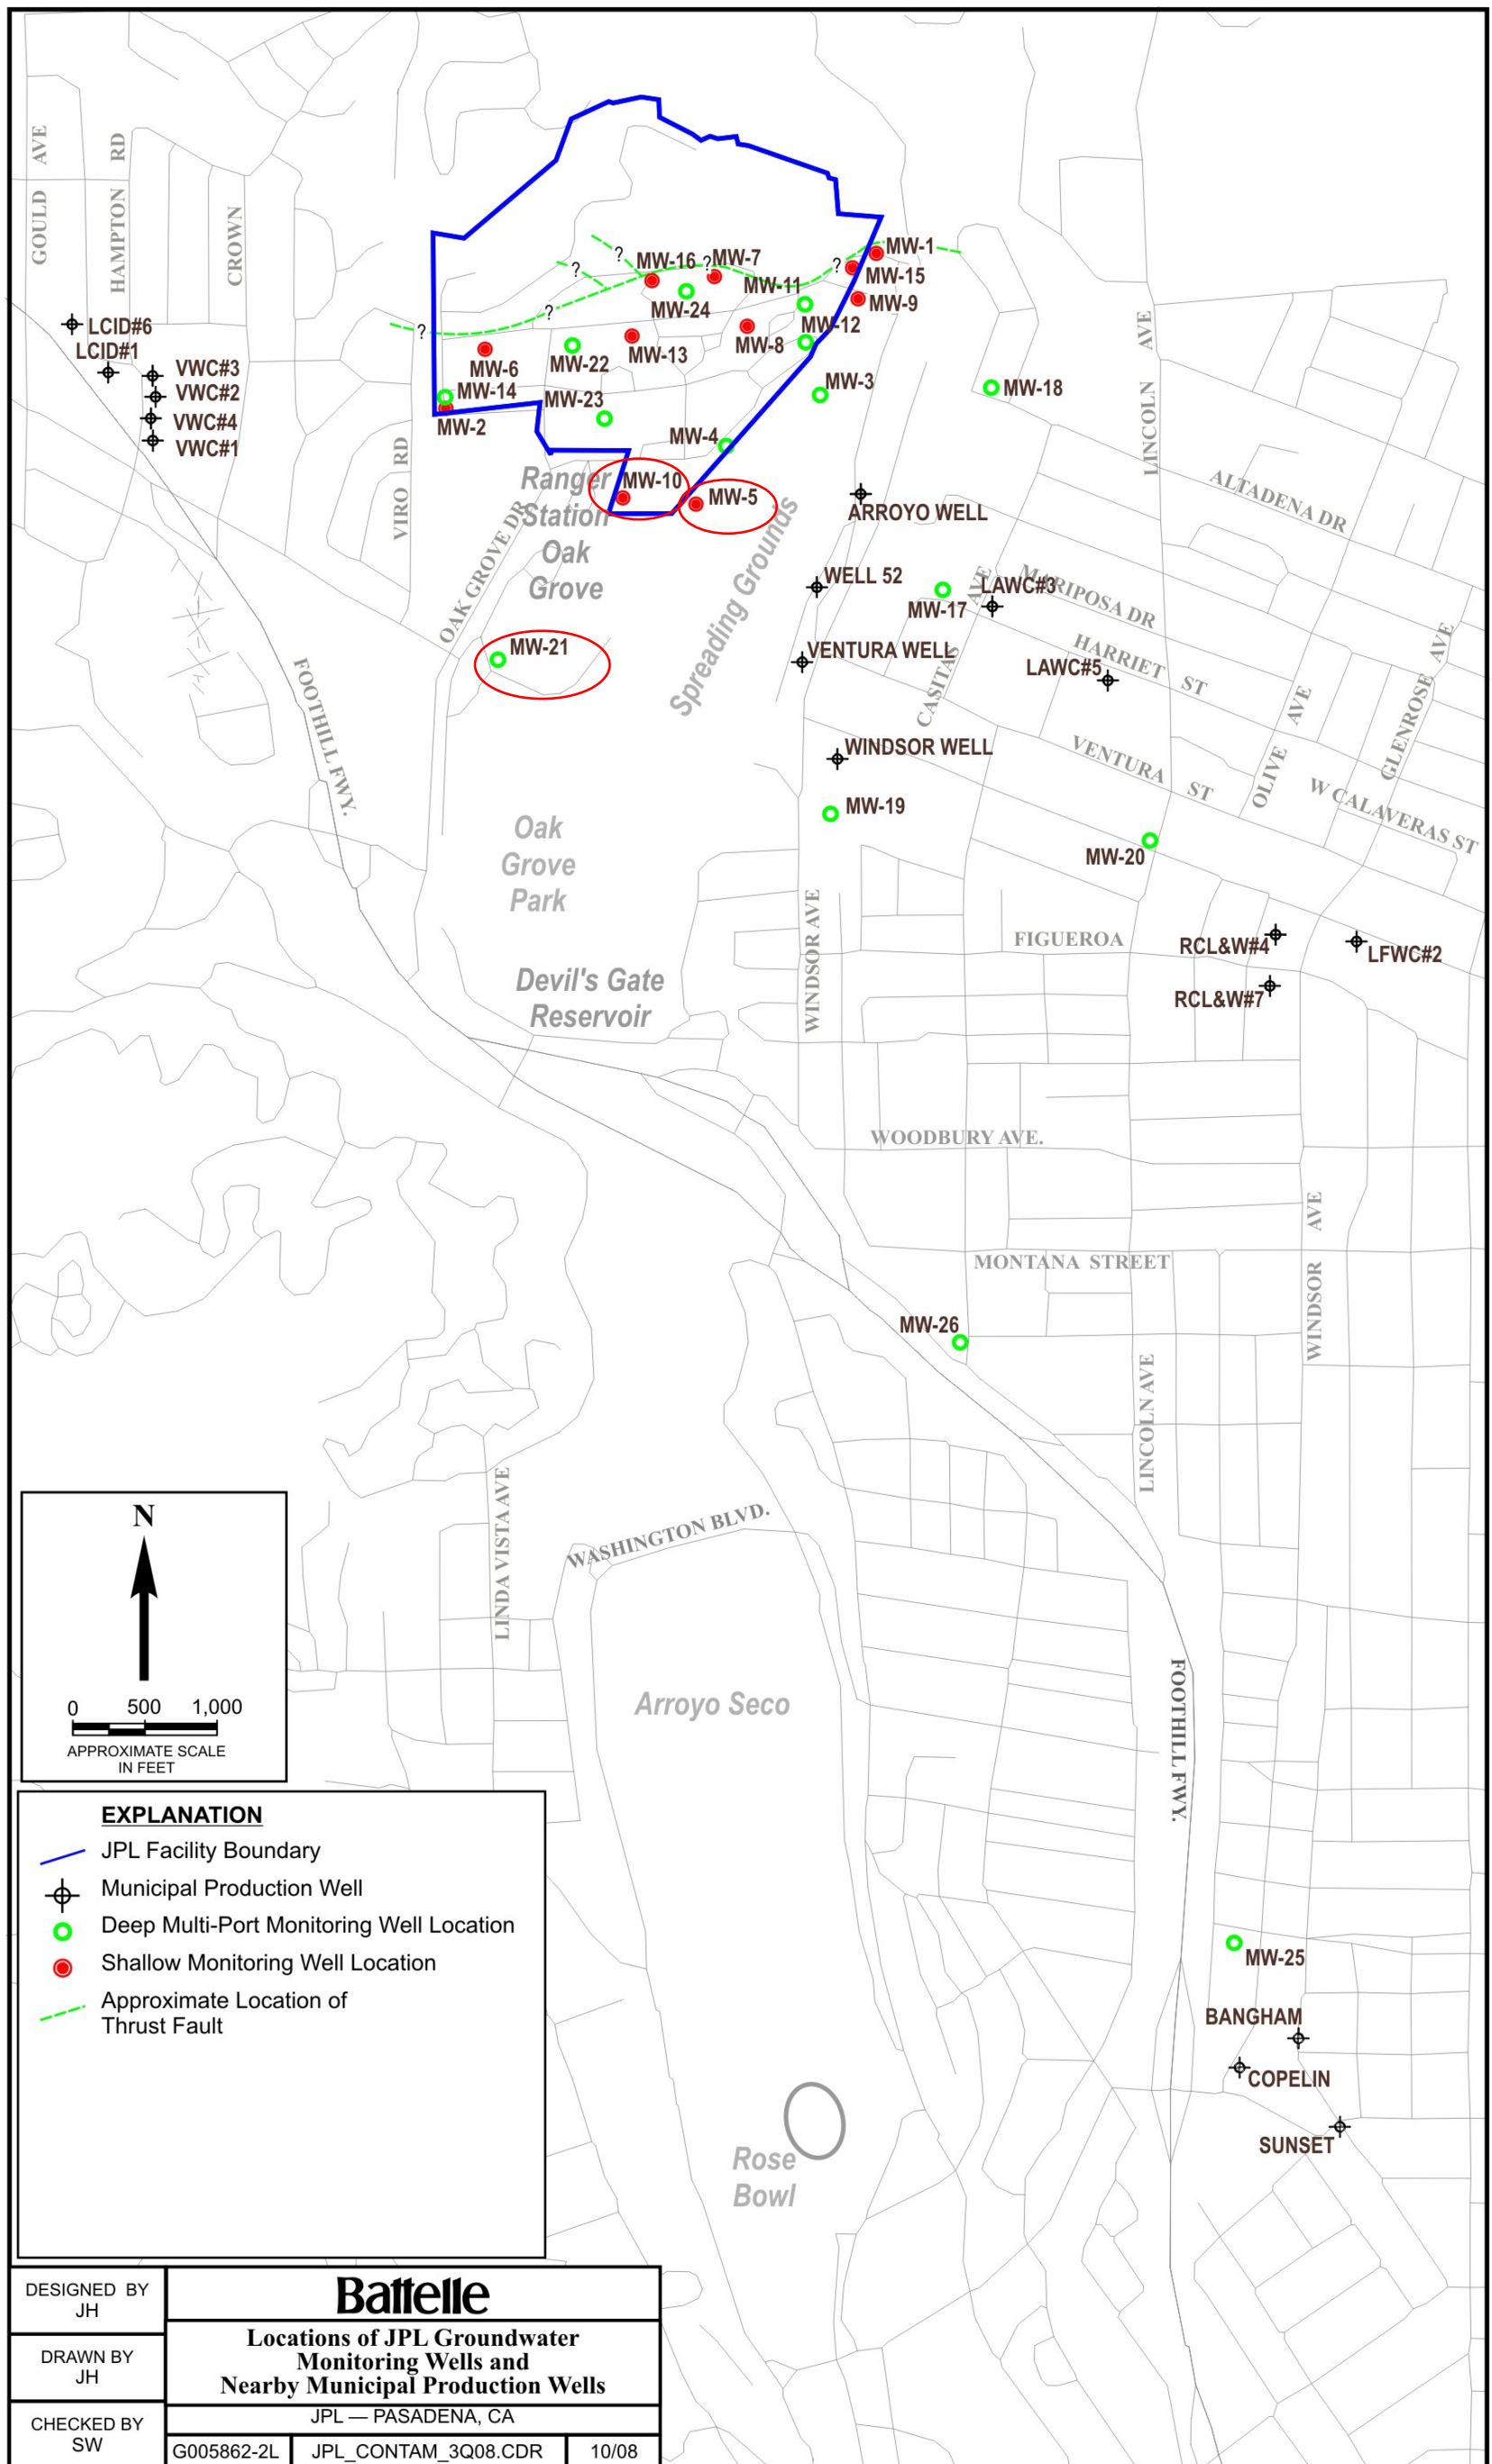 GOULD AVE
HAMPTON RD
CROWN
MW-1
MW-16
MW-7
?
?
?
?
?
?
MW-15
MW-11
MW-9
MW-24
MW-12
LCID#6
LCID#1
MW-8
MW-13
MW-22
MW-6
VWC#3
VWC#2
VWC#4
VWC#1
MW-14
MW-23
MW-2
MW-3
MW-18
MW-4
LINCOLN AVE
VIRO RD
Ranger
Station
Oak
Grove
MW-10
MW-5
ARROYO WELL
ALTADENA DR
OAK GROVE DR
Spreading Grounds
WELL 52
MW-17
LAWC#3
MARIPOSA DR
CASITAS AVE
HARRIET ST
MW-21
VENTURA WELL
LAWC#5
GLENROSE AVE
OLIVE AVE
FOOTHILL FWY.
WINDSOR WELL
VENTURA ST
W CALAVERAS ST
MW-19
Oak
Grove
Park
MW-20
WINDSOR AVE
FIGUEROA
RCL&W#4
LFWC#2
Devil's Gate
Reservoir
RCL&W#7
WOODBURY AVE.
WINDSOR AVE
MONTANA STREET
MW-26
LINCOLN AVE
LINDA VISTA AVE
WASHINGTON BLVD.
N
0 500 1,000
APPROXIMATE SCALE
IN FEET
Arroyo Seco
FOOTHILL FWY.
EXPLANATION
JPL Facility Boundary
Municipal Production Well
Deep Multi-Port Monitoring Well Location
Shallow Monitoring Well Location
Approximate Location of
Thrust Fault
MW-25
BANGHAM
COPELIN
SUNSET
Rose
Bowl
DESIGNED BY
JH
Battelle
DRAWN BY
JH
Locations of JPL Groundwater
Monitoring Wells and
Nearby Municipal Production Wells
JPL — PASADENA, CA
CHECKED BY
SW
G005862-2L
JPL_CONTAM_3Q08.CDR
10/08